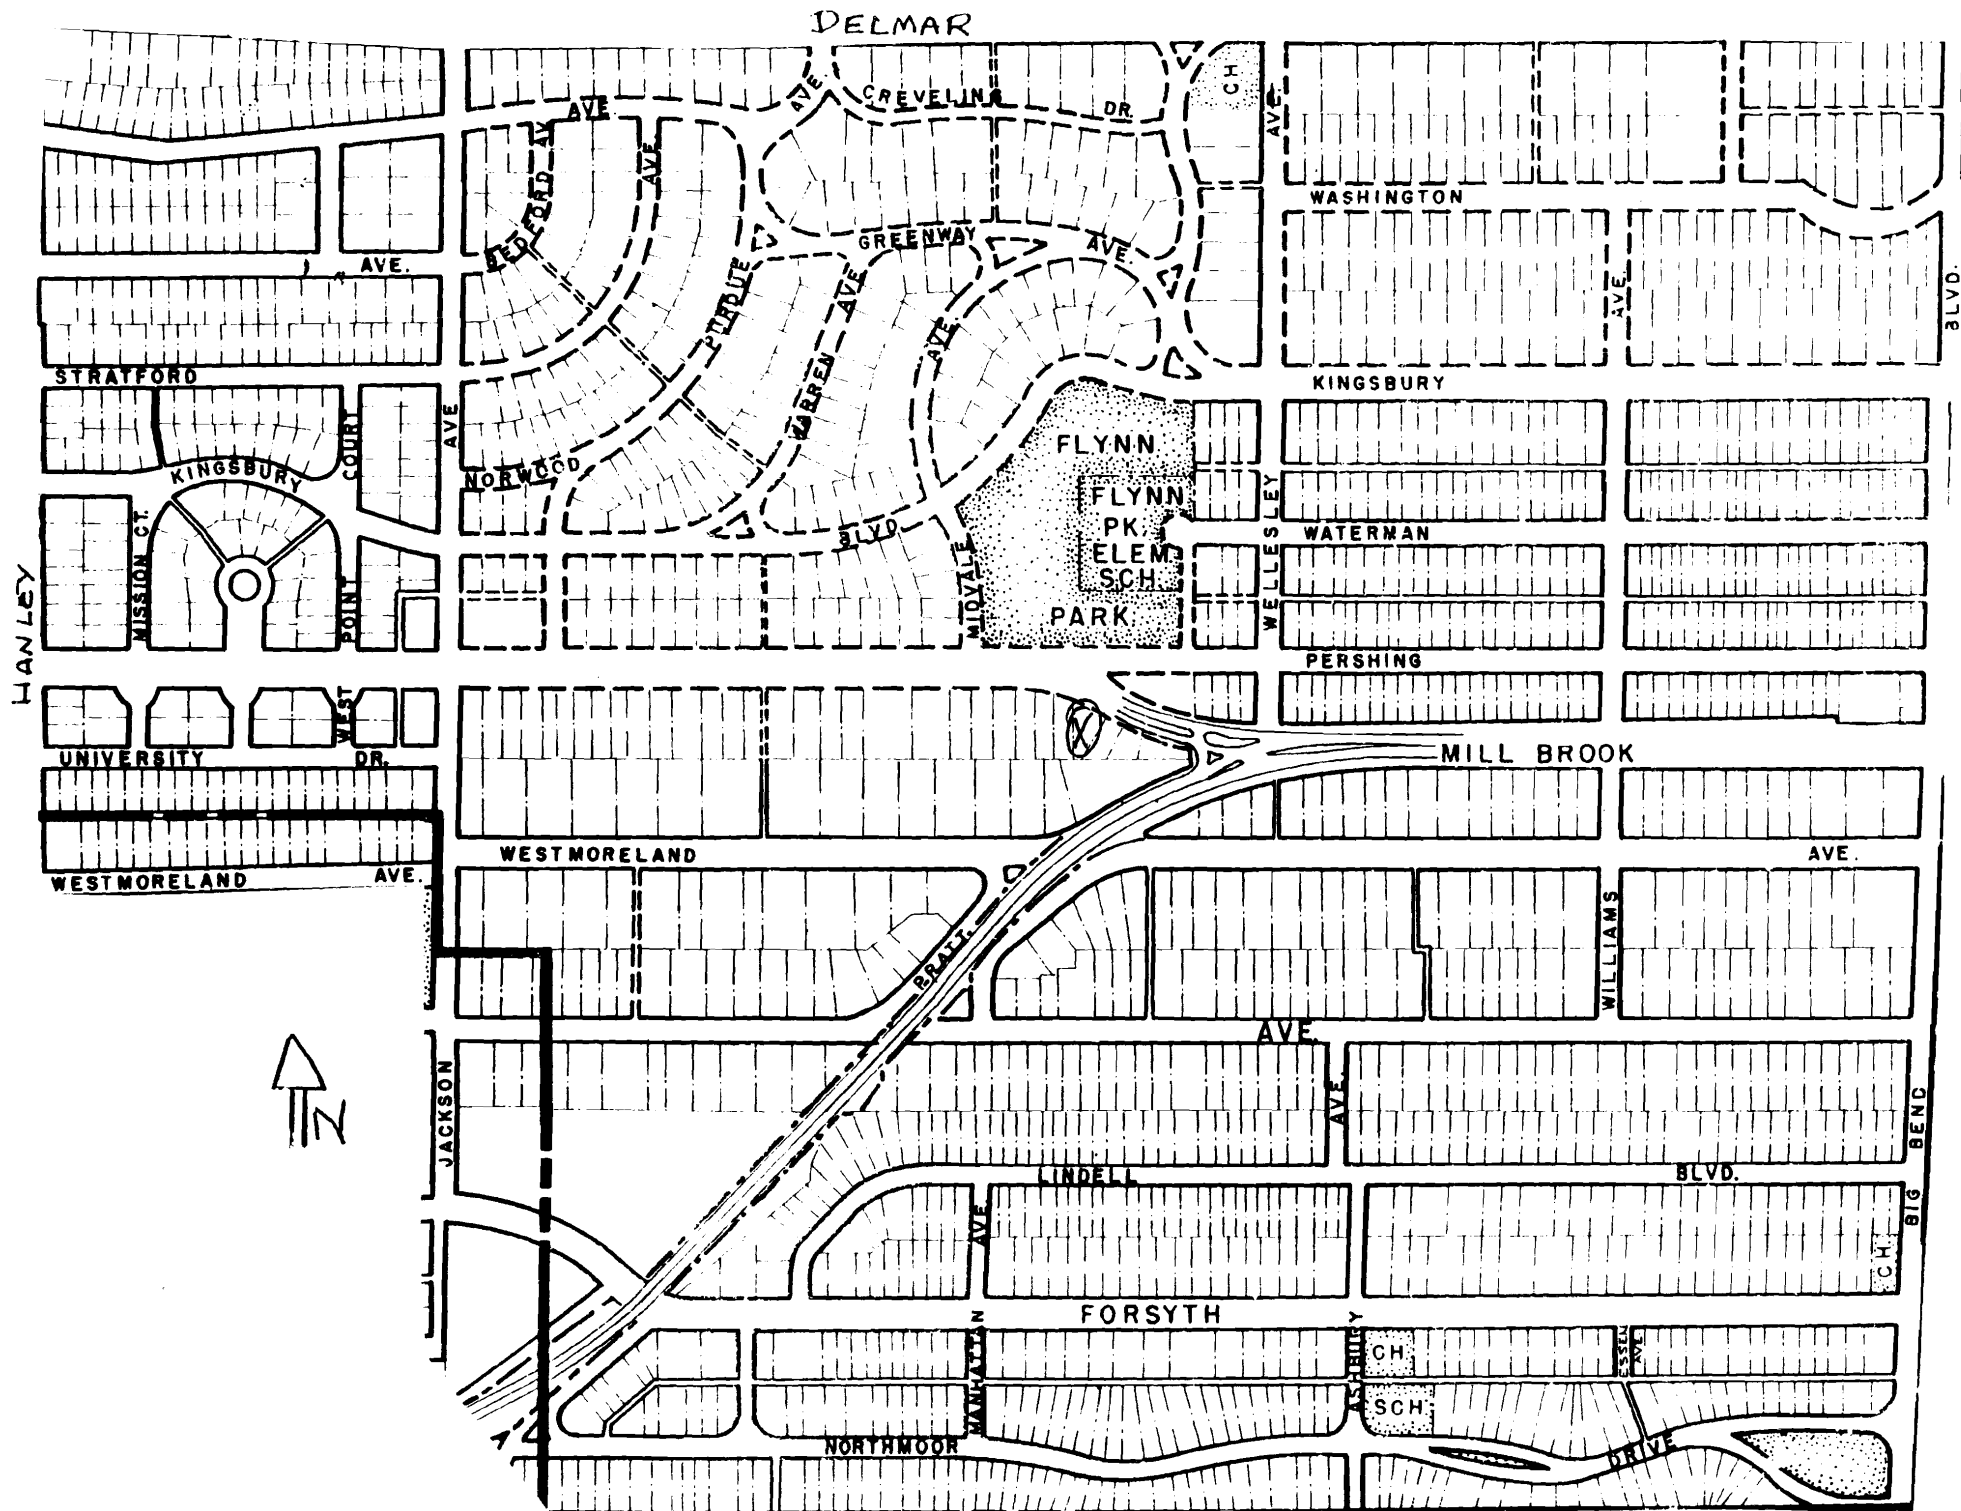 DELMAR
CH
AVE.
CREVELING
DR.
AVE.
AVE
BEDFORD AV.
AVE.
WASHINGTON
GREENWAY
AVE.
AVE.
PURDUE
AVE.
AVE.
AVE.
BLVD.
STRATFORD
WARREN
KINGSBURY
COURT
AVE
FLYNN
KINGSBURY
NORWOOD
FLYNN
PK.
ELEM
SCH.
PARK
MISSION CT.
BLVD
MIDVALE
WELLESLEY
WATERMAN
HANLEY
POINT
PERSHING
WEST
X
UNIVERSITY
DR.
MILL BROOK
WESTMORELAND
AVE.
WESTMORELAND
AVE.
PRATT.
WILLIAMS
AVE.
N
JACKSON
AVE.
BEND
LINDELL
BLVD.
AVE.
BIG
CH.
FORSYTH
MANHATTAN
ASHBURY
CH
ESSEN
AVE.
SCH
NORTHMOOR
DRIVE